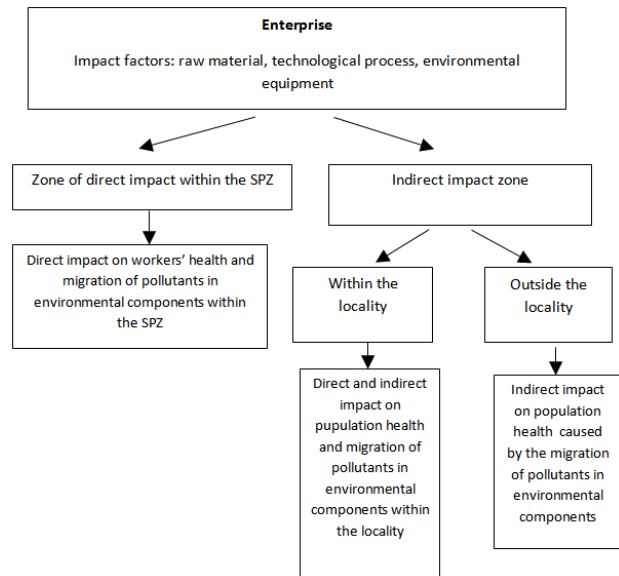 Enterprise
Impact factors: raw material, technological process, environmental
equipment
Zone of direct impact within the SPZ
Indirect impact zone
Direct impact on workers’ health and
migration of pollutants in
environmental components within
the SPZ
Within the
locality
Outside the
locality
Direct and indirect
impact on
pupulation health
and migration of
pollutants in
environmental
components within
the locality
Indirect impact
on population
health caused
by the migration
of pollutants in
environmental
components